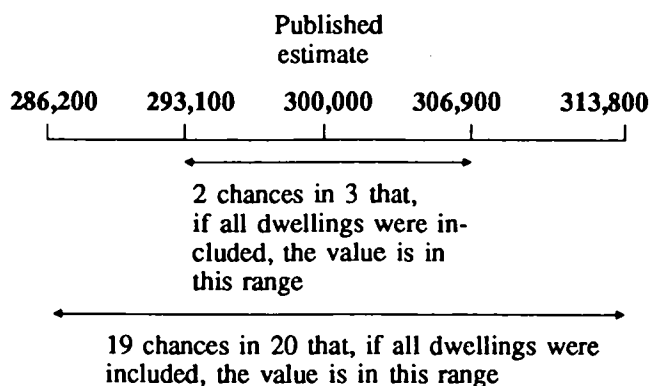 Published
estimate
286,200 293,100 300,000 306,900 313,800
2 chances in 3 that,
if all dwellings were in-
cluded, the value is in
this range
19 chances in 20 that, if all dwellings were
included, the value is in this range